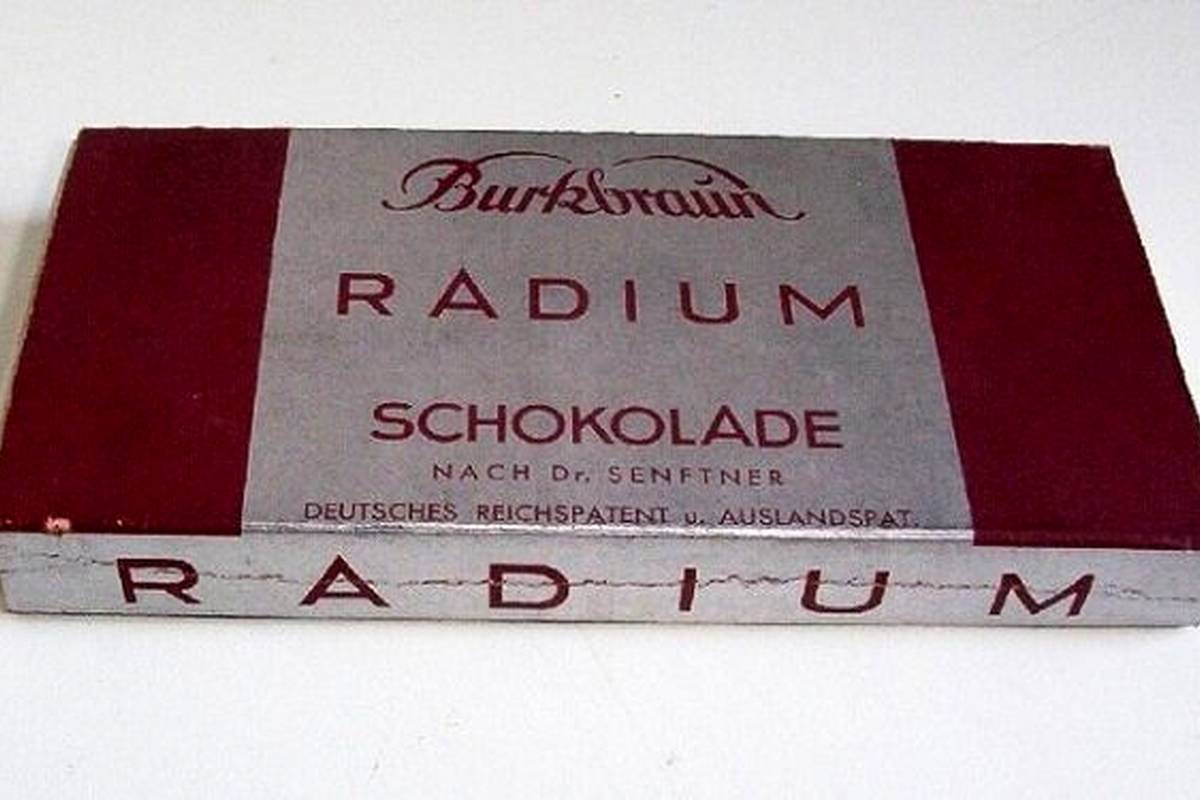 Burkbraun
RADIUM
SCHOKOLADE
NACH Dr. SENFTNER
DEUTSCHES REICHSPATENT u. AUSLANDSPAT.
RADIUM